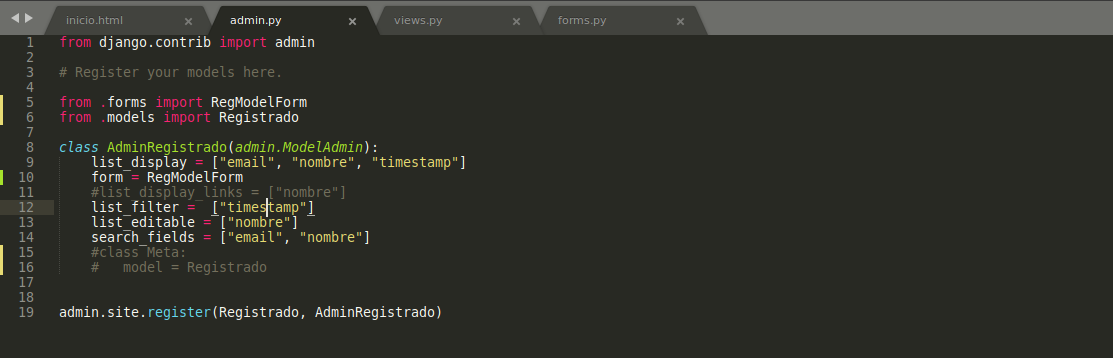 inicio.html × admin.py × views.py × forms.py ×
1 from django.contrib import admin
2
3 # Register your models here.
4
5 from .forms import RegModelForm
6 from .models import Registrado
7
8 class AdminRegistrado(admin.ModelAdmin):
9     list_display = ["email", "nombre", "timestamp"]
10     form = RegModelForm
11     #list_display_links = ["nombre"]
12     list_filter =  ["timestamp"]
13     list_editable = ["nombre"]
14     search_fields = ["email", "nombre"]
15     #class Meta:
16     #   model = Registrado
17
18
19 admin.site.register(Registrado, AdminRegistrado)